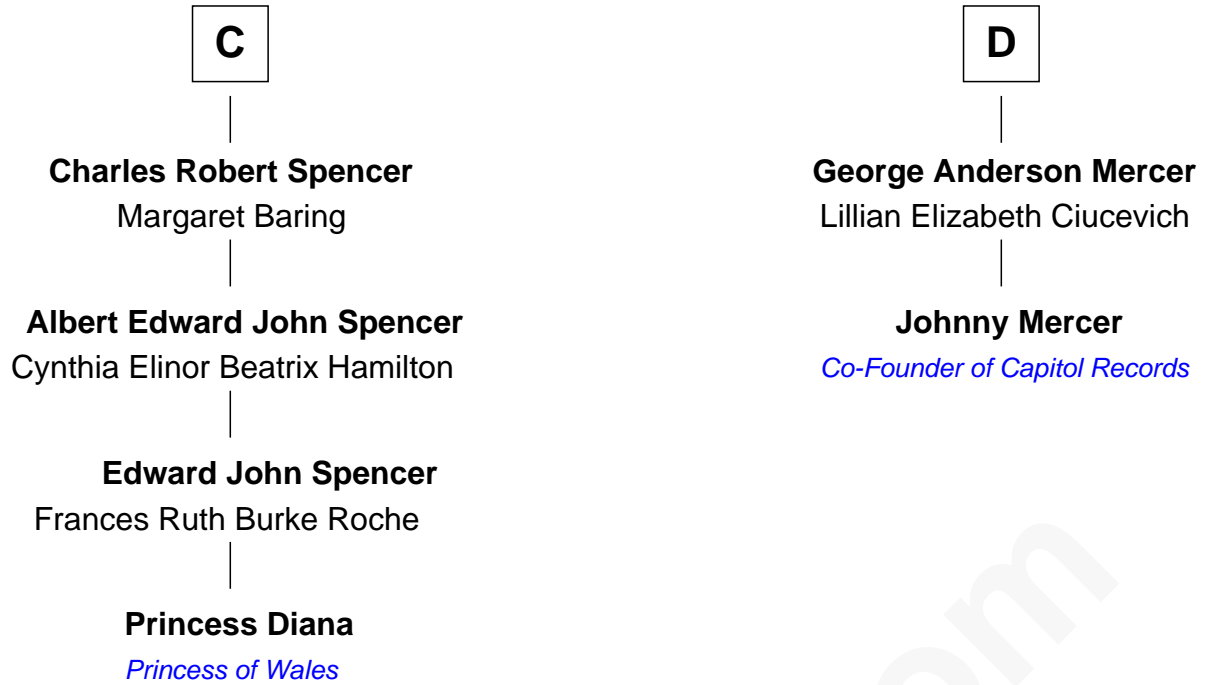 C
Charles Robert Spencer
Margaret Baring
Albert Edward John Spencer
Cynthia Elinor Beatrix Hamilton
Edward John Spencer
Frances Ruth Burke Roche
Princess Diana
Princess of Wales
D
George Anderson Mercer
Lillian Elizabeth Ciucevich
Johnny Mercer
Co-Founder of Capitol Records
om